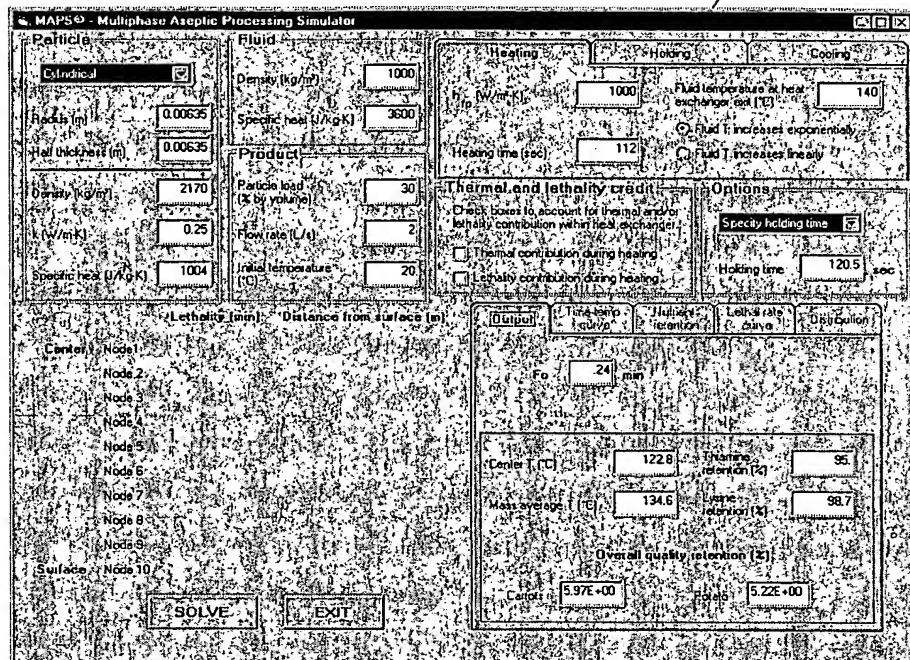 MAPS© - Multiphase Aseptic Processing Simulator
Particle
Cylindrical
Radius (m) 0.00635
Half thickness (m) 0.00635
Density (kg/m³) 2170
k (W/m·K) 0.25
Specific heat (J/kg·K) 1004
Fluid
Density (kg/m³) 1000
Specific heat (J/kg·K) 3600
Product
Particle load (% by volume) 30
Flow rate (L/s) 2
Initial temperature (°C) 20
Heating Holding Cooling
h fp (W/m²·K) 1000
Heating time (sec) 112
Fluid temperature at heat exchanger exit (°C) 140
Fluid T increases exponentially
Fluid T increases linearly
Thermal and lethality credit
Check boxes to account for thermal and/or
lethality contribution within heat exchanger
Thermal contribution during heating
Lethality contribution during heating
Options
Specify holding time
Holding time 120.5 sec
Lethality (min) Distance from surface (m)
Center Node 1
Node 2
Node 3
Node 4
Node 5
Node 6
Node 7
Node 8
Node 9
Surface Node 10
SOLVE EXIT
Output Time-temp curve Nutrient retention Lethal rate curve Distribution
Fo .24 min
Center T (°C) 122.8 Thiamine retention (%) 95.
Mass average T (°C) 134.6 Lysine retention (%) 98.7
Overall quality retention (%)
Carrots 5.97E+00 Potato 5.22E+00